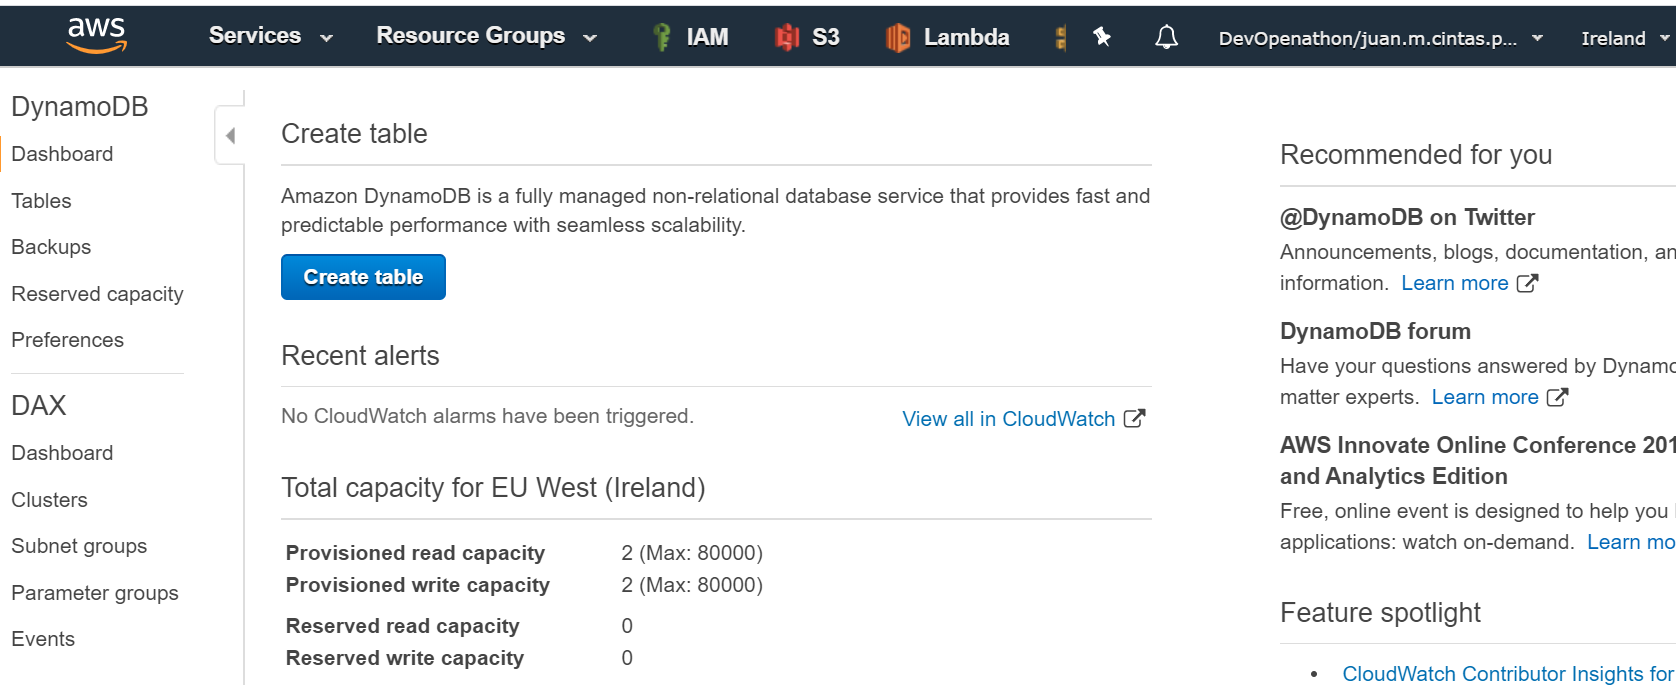 aws Services Resource Groups IAM S3 Lambda DevOpenathon/juan.m.cintas.p... Ireland
DynamoDB
Dashboard
Tables
Backups
Reserved capacity
Preferences
DAX
Dashboard
Clusters
Subnet groups
Parameter groups
Events
Create table
Amazon DynamoDB is a fully managed non-relational database service that provides fast and
predictable performance with seamless scalability.
Create table
Recent alerts
No CloudWatch alarms have been triggered. View all in CloudWatch
Total capacity for EU West (Ireland)
Provisioned read capacity 2 (Max: 80000)
Provisioned write capacity 2 (Max: 80000)
Reserved read capacity 0
Reserved write capacity 0
Recommended for you
@DynamoDB on Twitter
Announcements, blogs, documentation, an
information. Learn more
DynamoDB forum
Have your questions answered by Dynamo
matter experts. Learn more
AWS Innovate Online Conference 201
and Analytics Edition
Free, online event is designed to help you
applications: watch on-demand. Learn mo
Feature spotlight
• CloudWatch Contributor Insights for